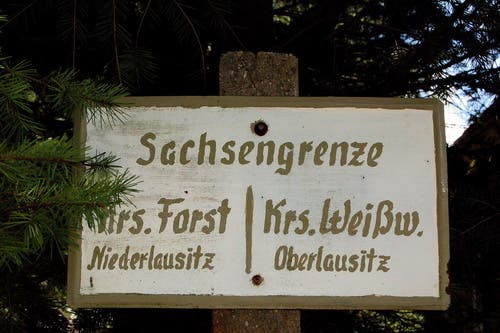 Sachsengrenze
Krs. Forst | Krs. Weißw.
Niederlausitz | Oberlausitz